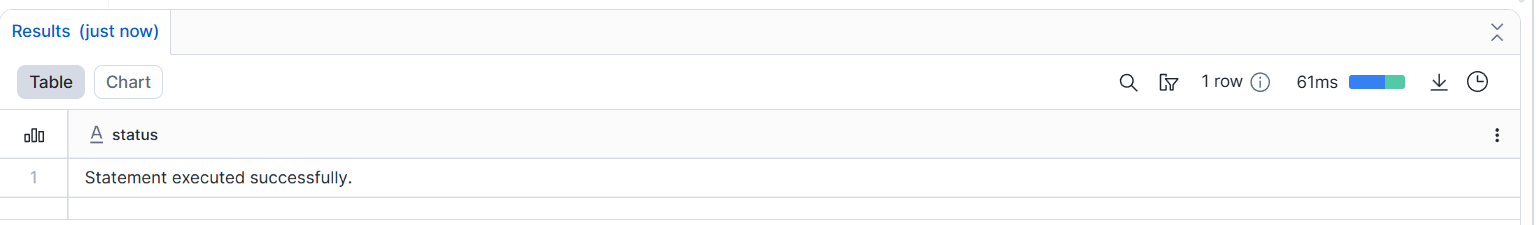 Results (just now)
Table Chart 1 row 61ms
A status
1 Statement executed successfully.